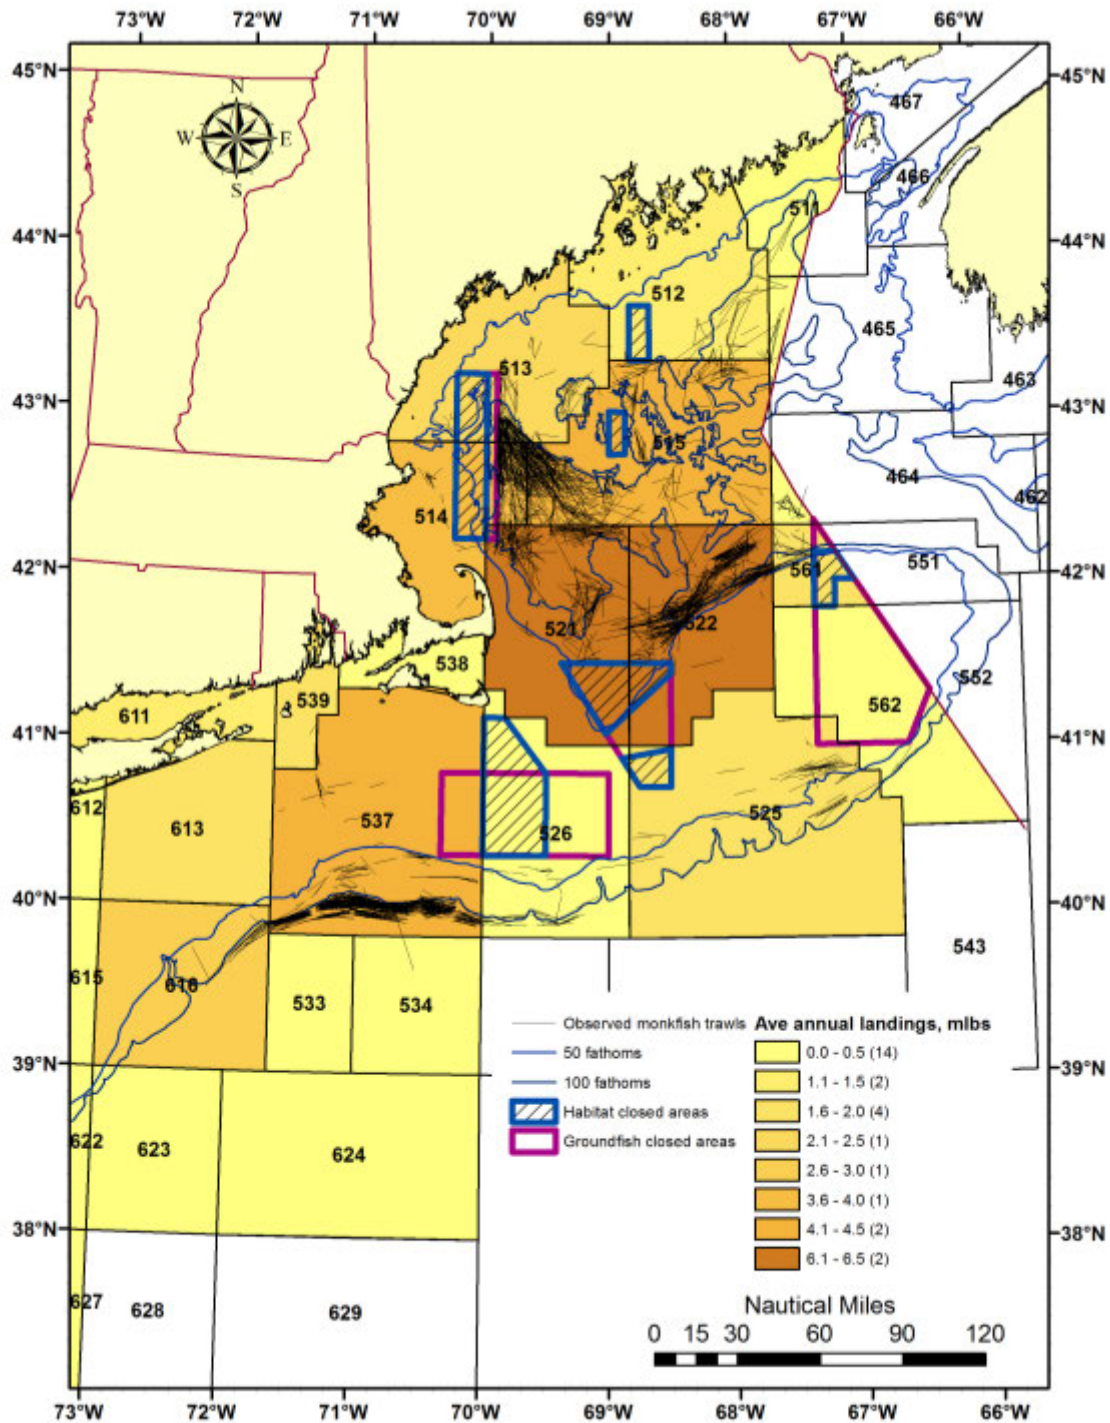 73°W 72°W 71°W 70°W 69°W 68°W 67°W 66°W
45°N 45°N
N
W E
S
467
466
511
44°N 44°N
512
465
513
463
43°N 43°N
515
464
462
514
42°N 551 42°N
561
521 522
538
552
539
562
611
41°N 41°N
612
613 537 526 525
40°N 40°N
543
615 616
533 534
39°N 39°N
622
623 624
38°N 38°N
627
628 629
Observed monkfish trawls
50 fathoms
100 fathoms
Habitat closed areas
Groundfish closed areas
Ave annual landings, mlbs
0.0 - 0.5 (14)
1.1 - 1.5 (2)
1.6 - 2.0 (4)
2.1 - 2.5 (1)
2.6 - 3.0 (1)
3.6 - 4.0 (1)
4.1 - 4.5 (2)
6.1 - 6.5 (2)
Nautical Miles
0 15 30 60 90 120
73°W 72°W 71°W 70°W 69°W 68°W 67°W 66°W